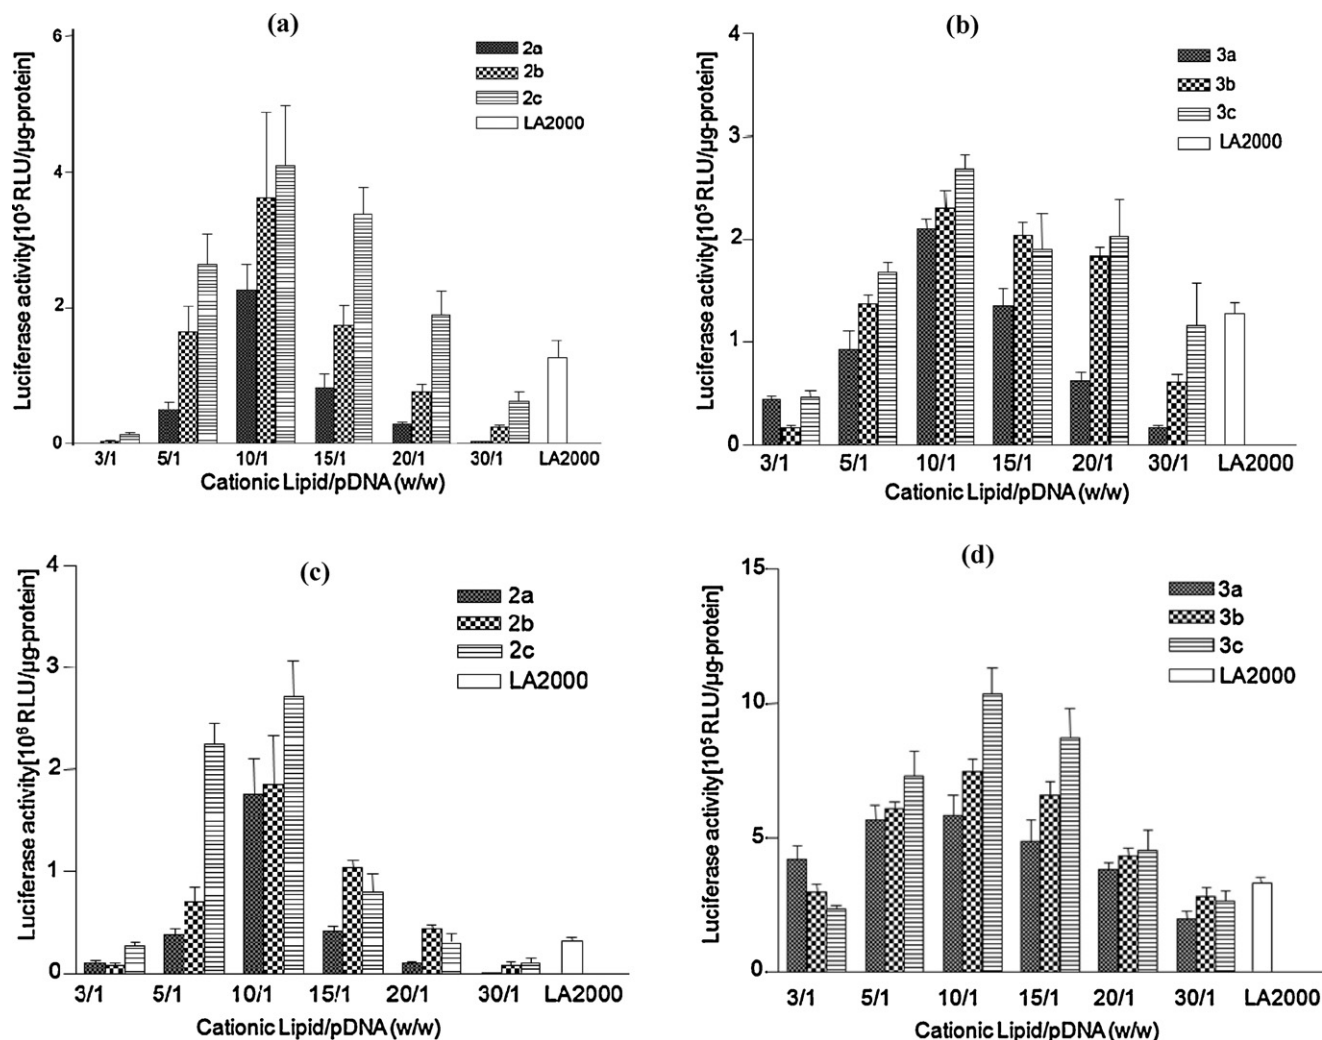 (a)
Luciferase activity[10⁵ RLU/µg-protein]
6
4
2
0
2a
2b
2c
LA2000
3/1 5/1 10/1 15/1 20/1 30/1 LA2000
Cationic Lipid/pDNA (w/w)
(b)
Luciferase activity[10⁵ RLU/µg-protein]
4
3
2
1
0
3a
3b
3c
LA2000
3/1 5/1 10/1 15/1 20/1 30/1 LA2000
Cationic Lipid/pDNA (w/w)
(c)
Luciferase activity[10⁶ RLU/µg-protein]
4
3
2
1
0
2a
2b
2c
LA2000
3/1 5/1 10/1 15/1 20/1 30/1 LA2000
Cationic Lipid/pDNA (w/w)
(d)
Luciferase activity[10⁵ RLU/µg-protein]
15
10
5
0
3a
3b
3c
LA2000
3/1 5/1 10/1 15/1 20/1 30/1 LA2000
Cationic Lipid/pDNA (w/w)